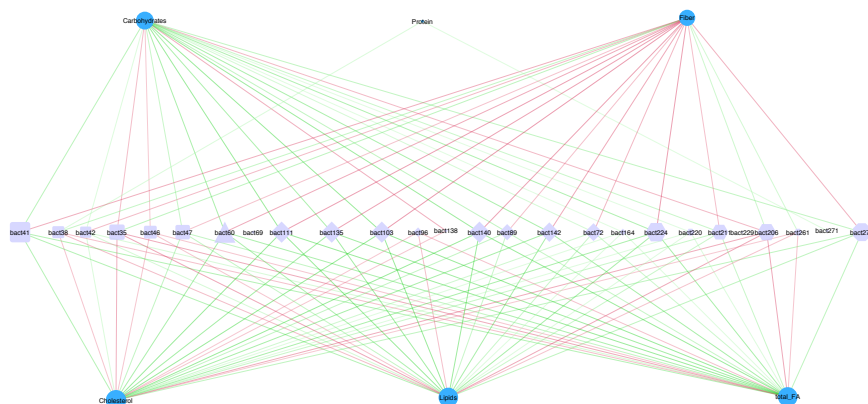 Carbohydrates Protein Fiber
bact41 bact38 bact42 bact35 bact46 bact47 bact60 bact69 bact111 bact135 bact103 bact96 bact138 bact140 bact89 bact142 bact72 bact164 bact224 bact220 bact229 bact206 bact261 bact271
Cholesterol Lipids total_FA